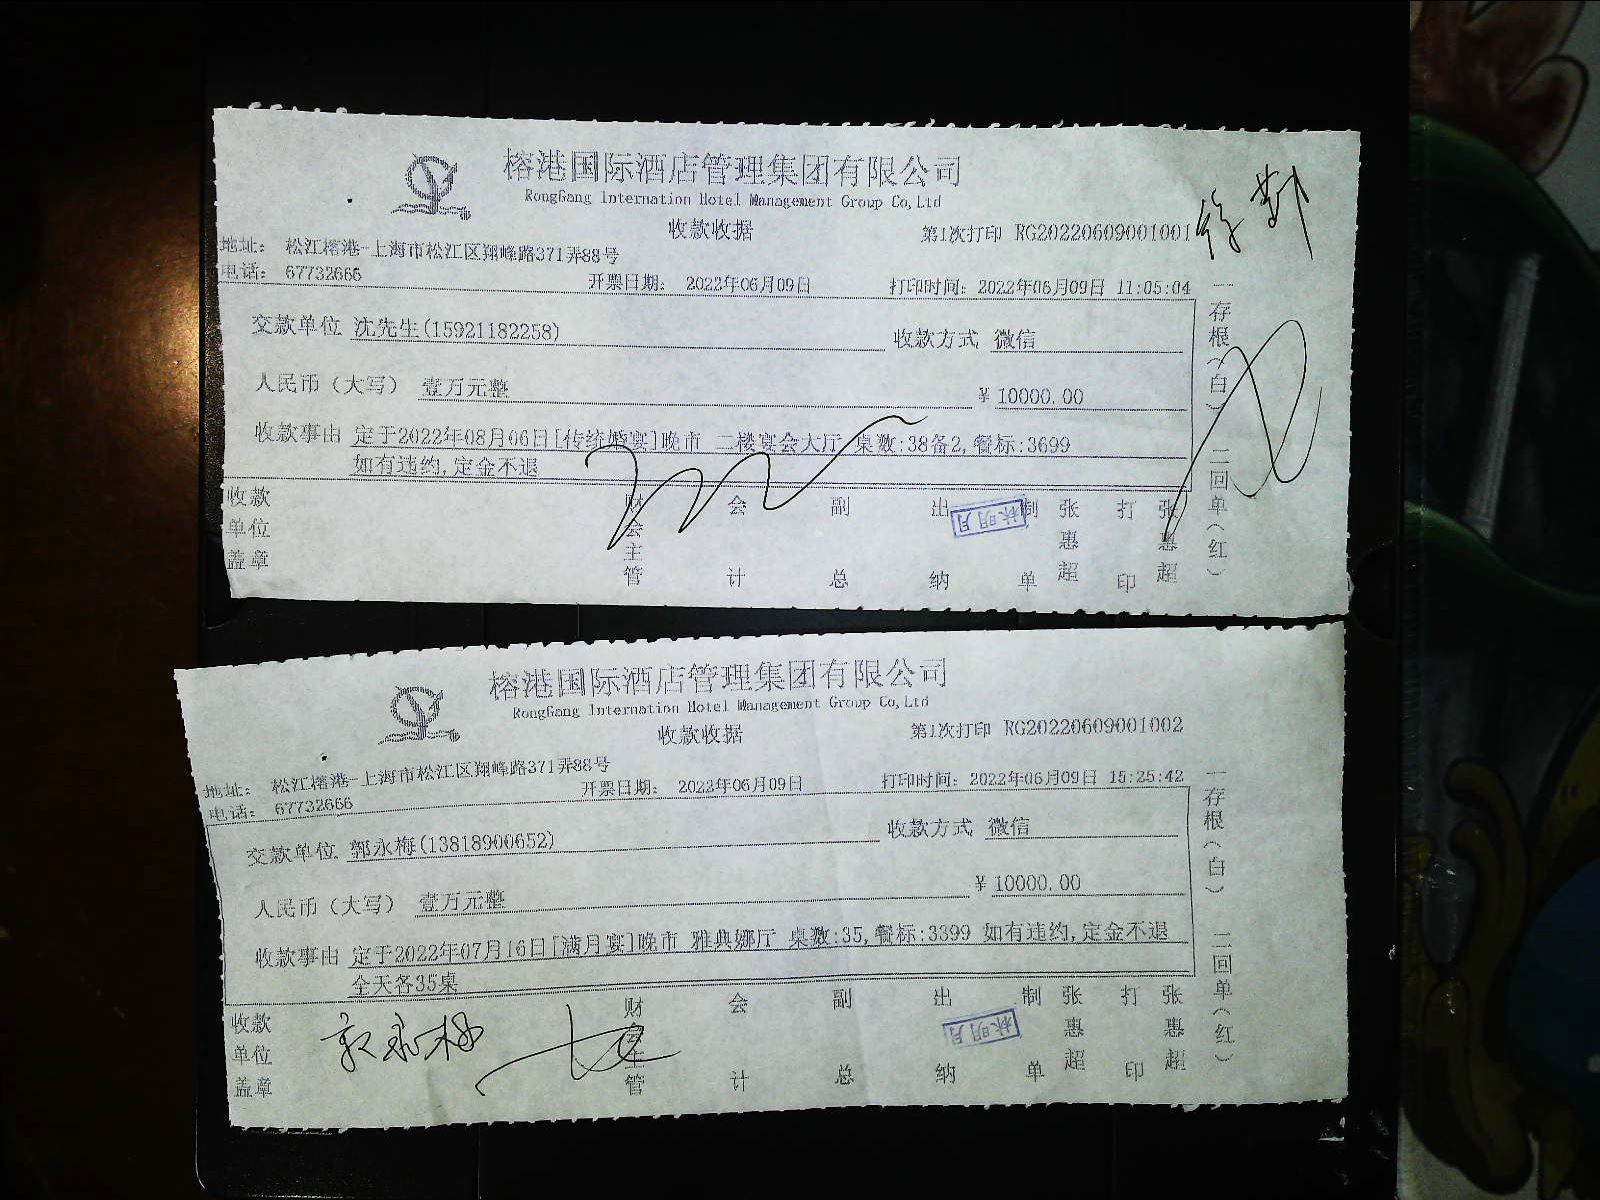 榕港国际酒店管理集团有限公司
RongGang Internation Hotel Management Group Co,Ltd
收款收据
第1次打印 RG20220609001001
地址： 松江榕港-上海市松江区翔峰路371弄88号
电话： 67732666
开票日期： 2022年06月09日
打印时间：2022年06月09日 11:05:04
交款单位 沈先生(15921182258)
收款方式 微信
人民币（大写） 壹万元整
¥ 10000.00
收款事由 定于2022年08月06日[传统婚宴]晚市 二楼宴会大厅 桌数:38备2,餐标:3699
如有违约,定金不退
收款单位盖章
财会主管
会计
副总
出纳
林明月
制单
张惠超
打印
张惠超
一存根（白） 二回单（红）
榕港国际酒店管理集团有限公司
RongGang Internation Hotel Management Group Co,Ltd
收款收据
第1次打印 RG20220609001002
地址： 松江榕港-上海市松江区翔峰路371弄88号
电话： 67732666
开票日期： 2022年06月09日
打印时间：2022年06月09日 15:25:42
交款单位 郭永梅(13818900652)
收款方式 微信
人民币（大写） 壹万元整
¥ 10000.00
收款事由 定于2022年07月16日[满月宴]晚市 雅典娜厅 桌数:35,餐标:3399 如有违约,定金不退
全天各35桌
收款单位盖章
郭永梅
财会主管
会计
副总
出纳
林明月
制单
张惠超
打印
张惠超
一存根（白） 二回单（红）